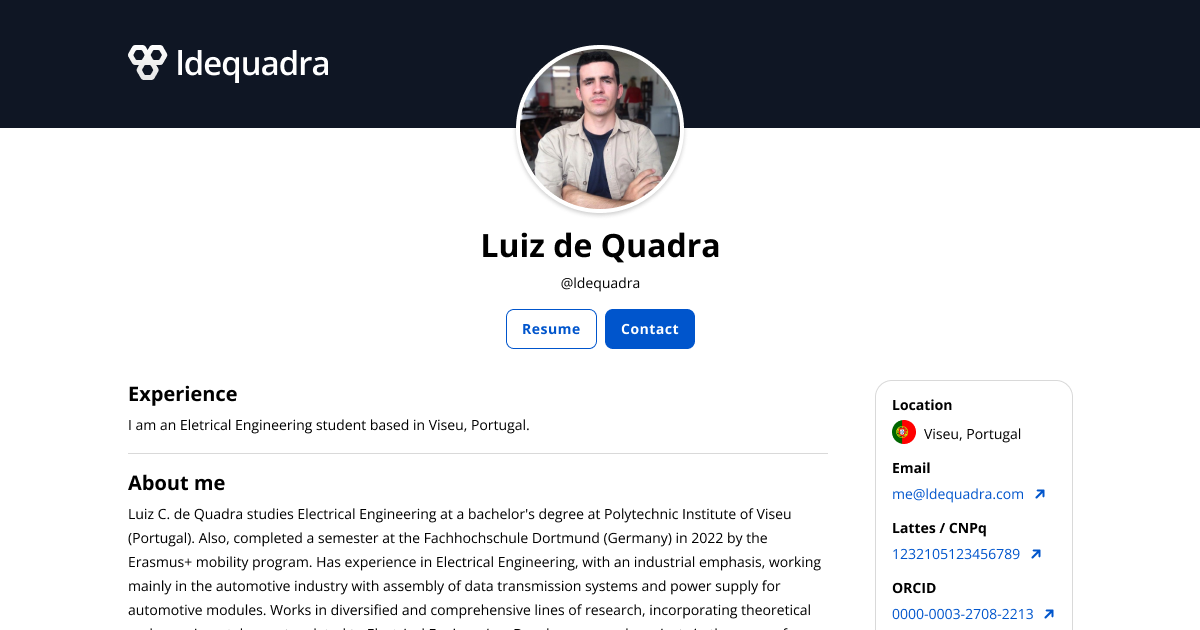 ldequadra
Luiz de Quadra
@ldequadra
Resume
Contact
Experience
I am an Eletrical Engineering student based in Viseu, Portugal.
About me
Luiz C. de Quadra studies Electrical Engineering at a bachelor's degree at Polytechnic Institute of Viseu
(Portugal). Also, completed a semester at the Fachhochschule Dortmund (Germany) in 2022 by the
Erasmus+ mobility program. Has experience in Electrical Engineering, with an industrial emphasis, working
mainly in the automotive industry with assembly of data transmission systems and power supply for
automotive modules. Works in diversified and comprehensive lines of research, incorporating theoretical
Location
Viseu, Portugal
Email
me@ldequadra.com
Lattes / CNPq
1232105123456789
ORCID
0000-0003-2708-2213